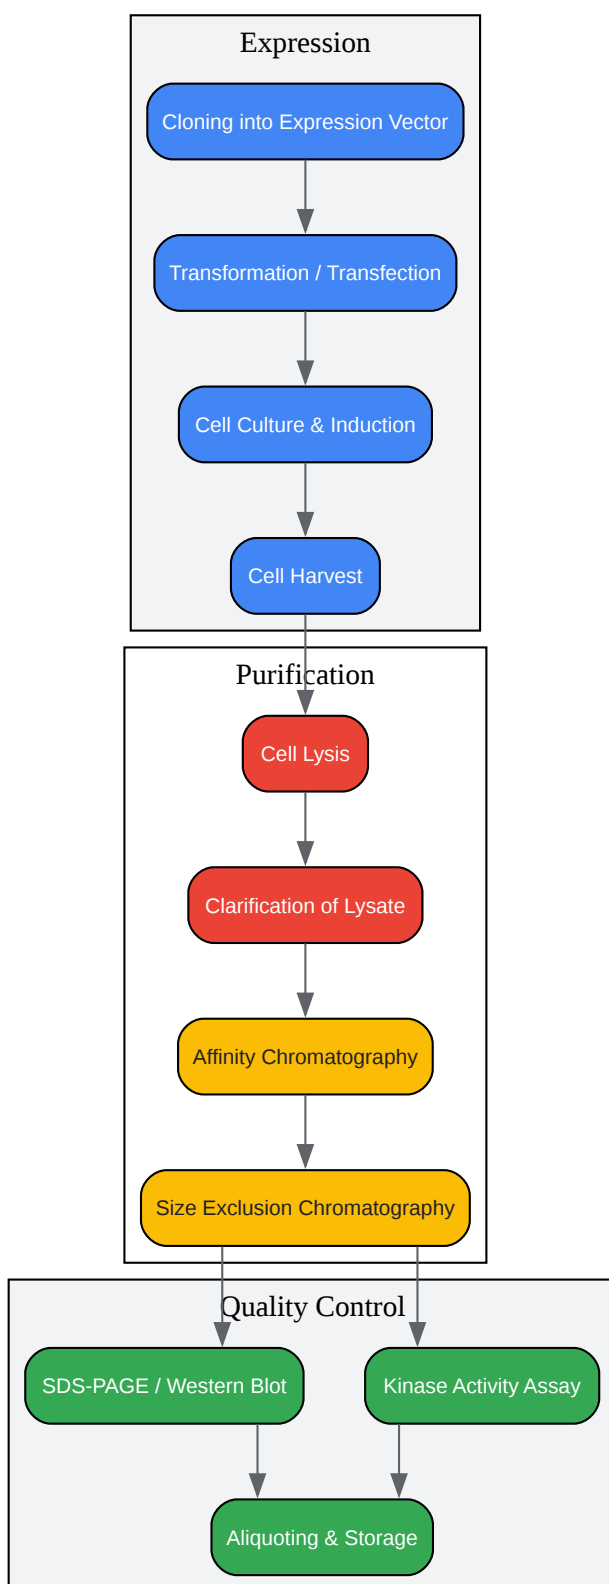 Expression
Cloning into Expression Vector
Transformation / Transfection
Cell Culture & Induction
Cell Harvest
Purification
Cell Lysis
Clarification of Lysate
Affinity Chromatography
Size Exclusion Chromatography
Quality Control
SDS-PAGE / Western Blot
Kinase Activity Assay
Aliquoting & Storage